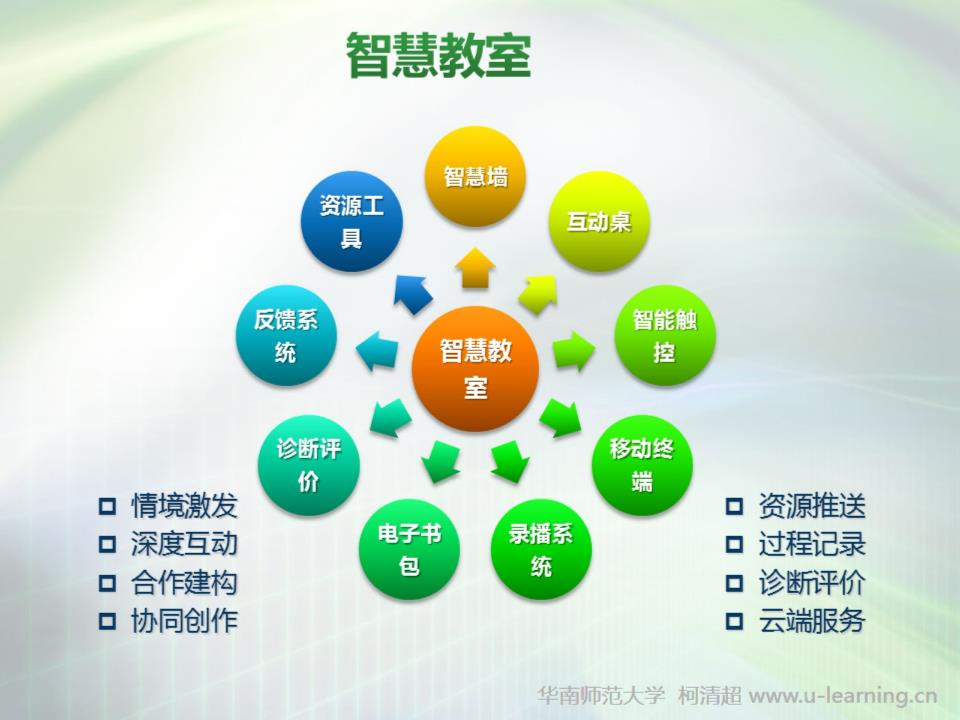 智慧教室
智慧墙
互动桌
智能触
控
移动终
端
录播系
统
电子书
包
诊断评
价
反馈系
统
资源工
具
智慧教
室
情境激发
深度互动
合作建构
协同创作
资源推送
过程记录
诊断评价
云端服务
华南师范大学 柯清超 www.u-learning.cn